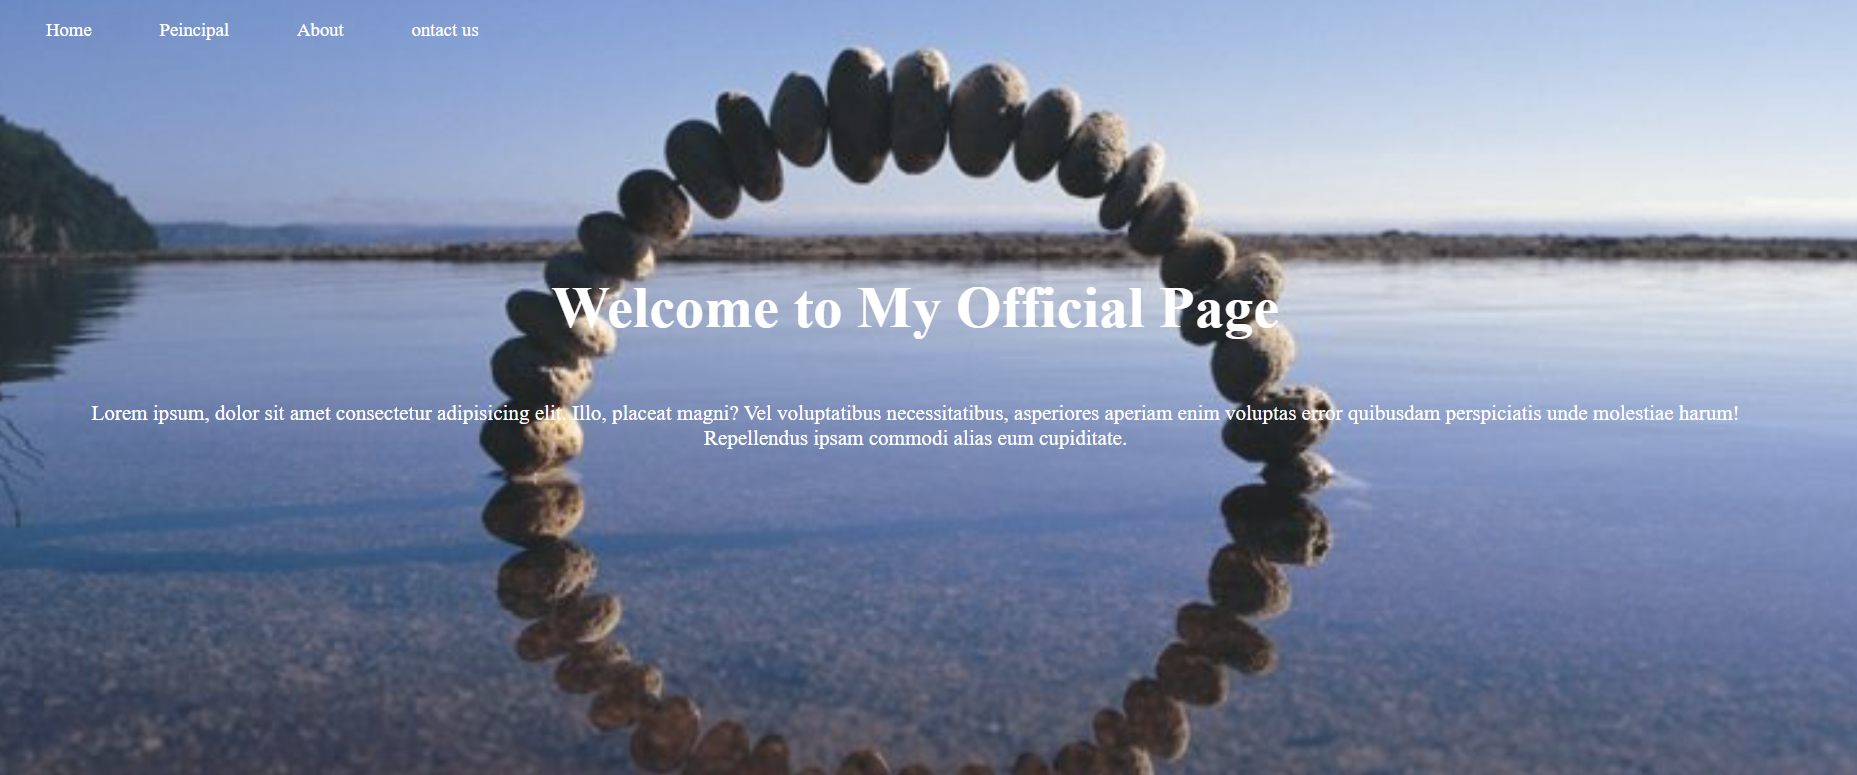 Home Peincipal About ontact us
Welcome to My Official Page
Lorem ipsum, dolor sit amet consectetur adipisicing elit. Illo, placeat magni? Vel voluptatibus necessitatibus, asperiores aperiam enim voluptas error quibusdam perspiciatis unde molestiae harum!
Repellendus ipsam commodi alias eum cupiditate.